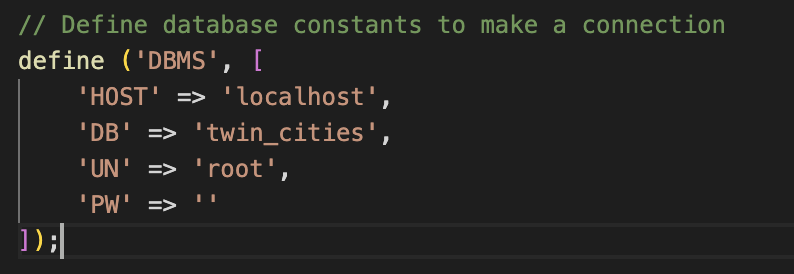 // Define database constants to make a connection
define ('DBMS', [
    'HOST' => 'localhost',
    'DB' => 'twin_cities',
    'UN' => 'root',
    'PW' => ''
]);